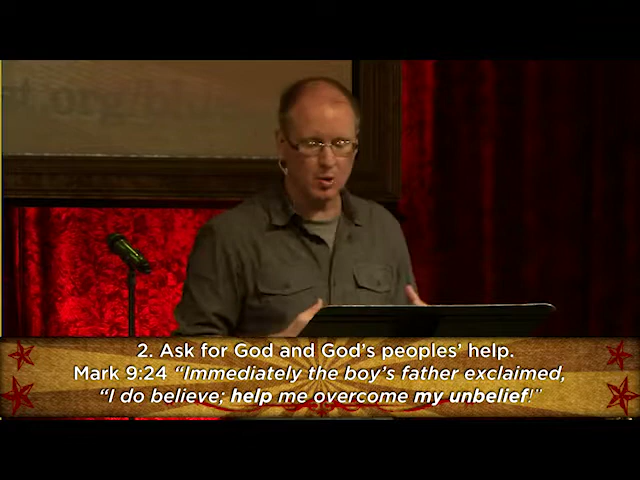 2. Ask for God and God's peoples' help.
Mark 9:24 "Immediately the boy's father exclaimed,
"I do believe; help me overcome my unbelief!"